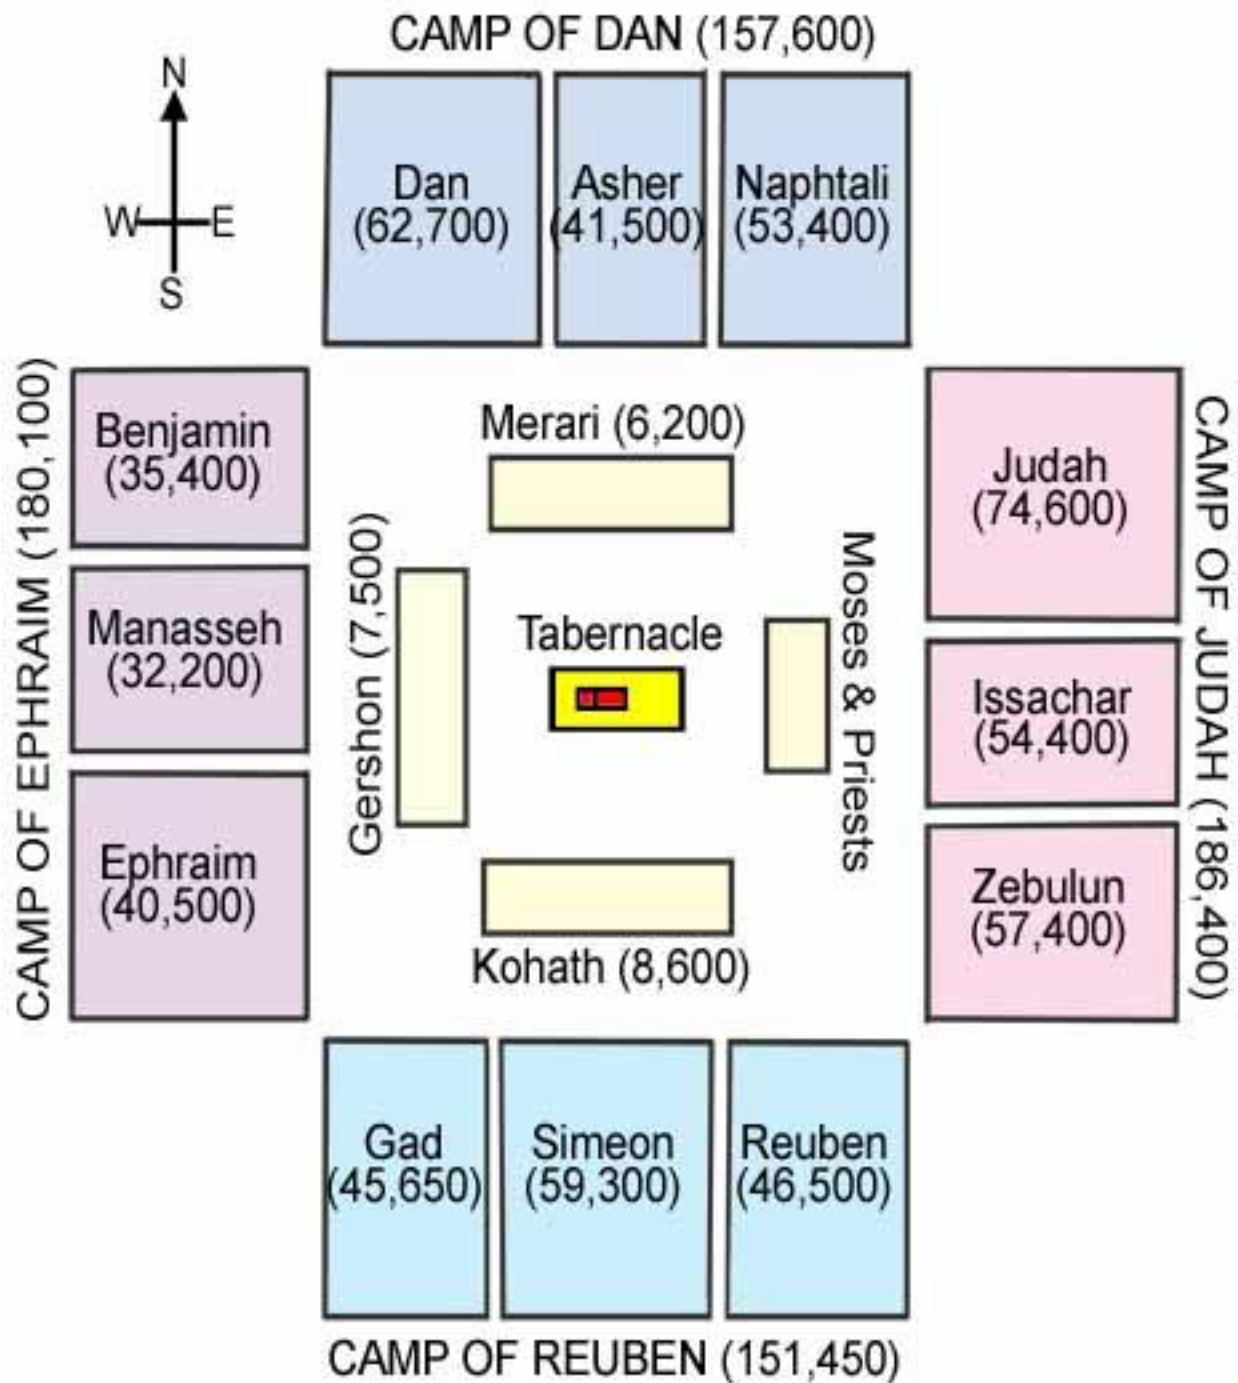 CAMP OF DAN (157,600)
N
W
E
S
Dan
(62,700)
Asher
(41,500)
Naphtali
(53,400)
CAMP OF EPHRAIM (180,100)
Benjamin
(35,400)
Manasseh
(32,200)
Ephraim
(40,500)
Merari (6,200)
Gershon (7,500)
Tabernacle
Moses & Priests
Kohath (8,600)
Judah
(74,600)
Issachar
(54,400)
Zebulun
(57,400)
CAMP OF JUDAH (186,400)
Gad
(45,650)
Simeon
(59,300)
Reuben
(46,500)
CAMP OF REUBEN (151,450)